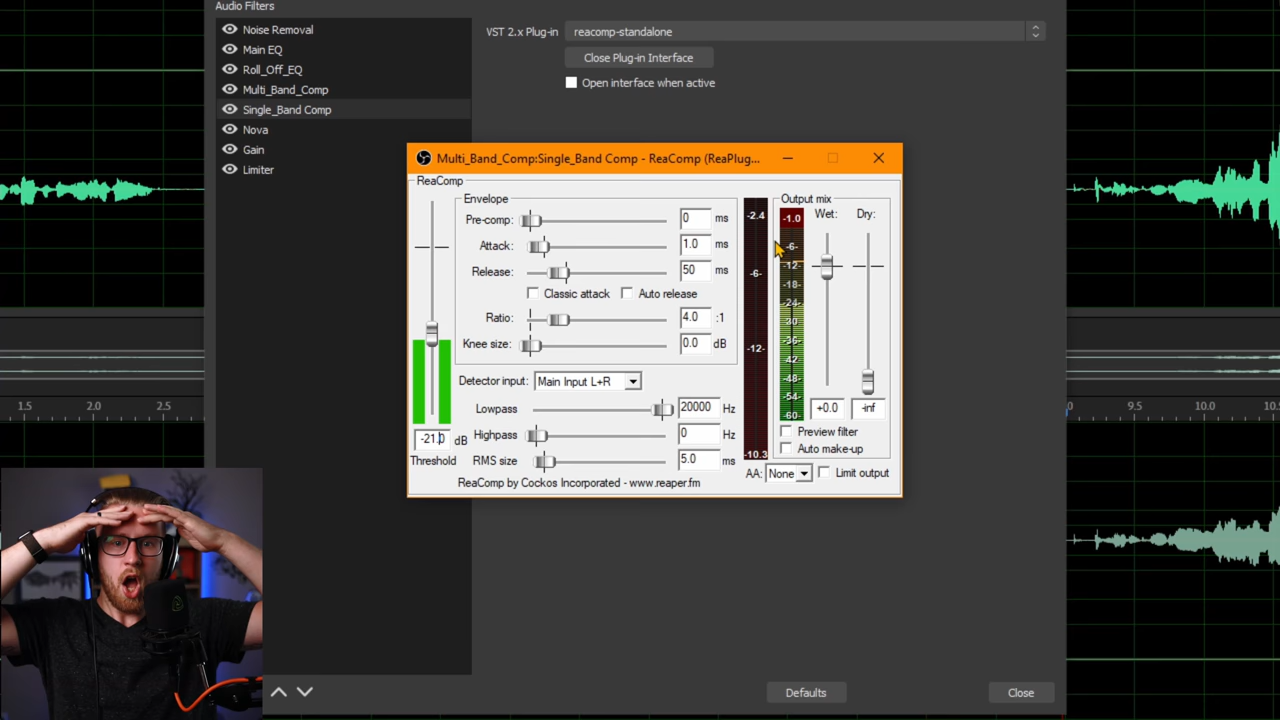 Audio Filters
Noise Removal
Main EQ
Roll_Off_EQ
Multi_Band_Comp
Single_Band Comp
Nova
Gain
Limiter
VST 2.x Plug-in
reacomp-standalone
Close Plug-in Interface
Open interface when active
Multi_Band_Comp:Single_Band Comp - ReaComp (ReaPlug...
ReaComp
Envelope
Pre-comp: 0 ms
Attack: 1.0 ms
Release: 50 ms
Classic attack
Auto release
Ratio: 4.0 :1
Knee size: 0.0 dB
Detector input: Main Input L+R
Lowpass 20000 Hz
Highpass 0 Hz
RMS size 5.0 ms
-21.0 dB
Threshold
ReaComp by Cockos Incorporated - www.reaper.fm
-2.4
-6-
-12-
-10.3
Output mix
Wet:
Dry:
-1.0
-6-
-12-
-18-
-24-
-30-
-36-
-42-
-48-
-54-
-60-
+0.0
-inf
Preview filter
Auto make-up
AA: None
Limit output
1.5
2.0
2.5
0
9.5
10.0
10.5
Defaults
Close